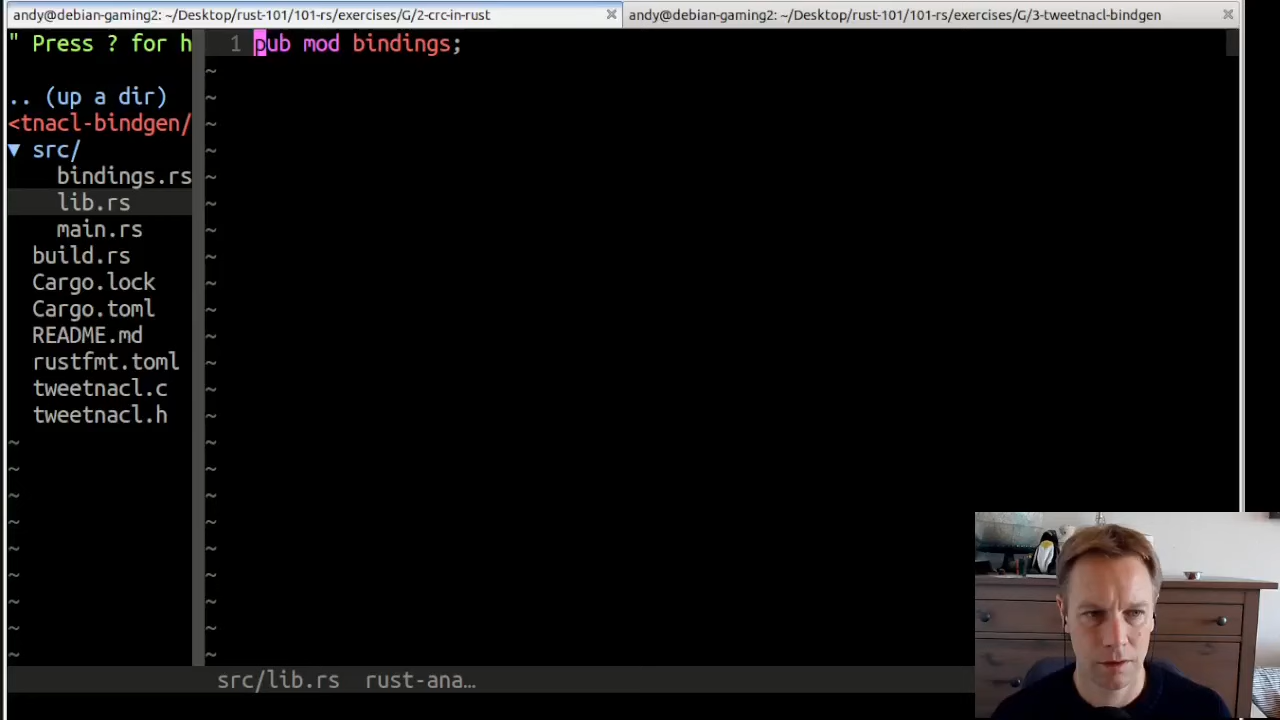 andy@debian-gaming2: ~/Desktop/rust-101/101-rs/exercises/G/2-crc-in-rust
andy@debian-gaming2: ~/Desktop/rust-101/101-rs/exercises/G/3-tweetnacl-bindgen
" Press ? for h
.. (up a dir)
<tnacl-bindgen/
▼ src/
bindings.rs
lib.rs
main.rs
build.rs
Cargo.lock
Cargo.toml
README.md
rustfmt.toml
tweetnacl.c
tweetnacl.h
1 pub mod bindings;
src/lib.rs rust-ana…